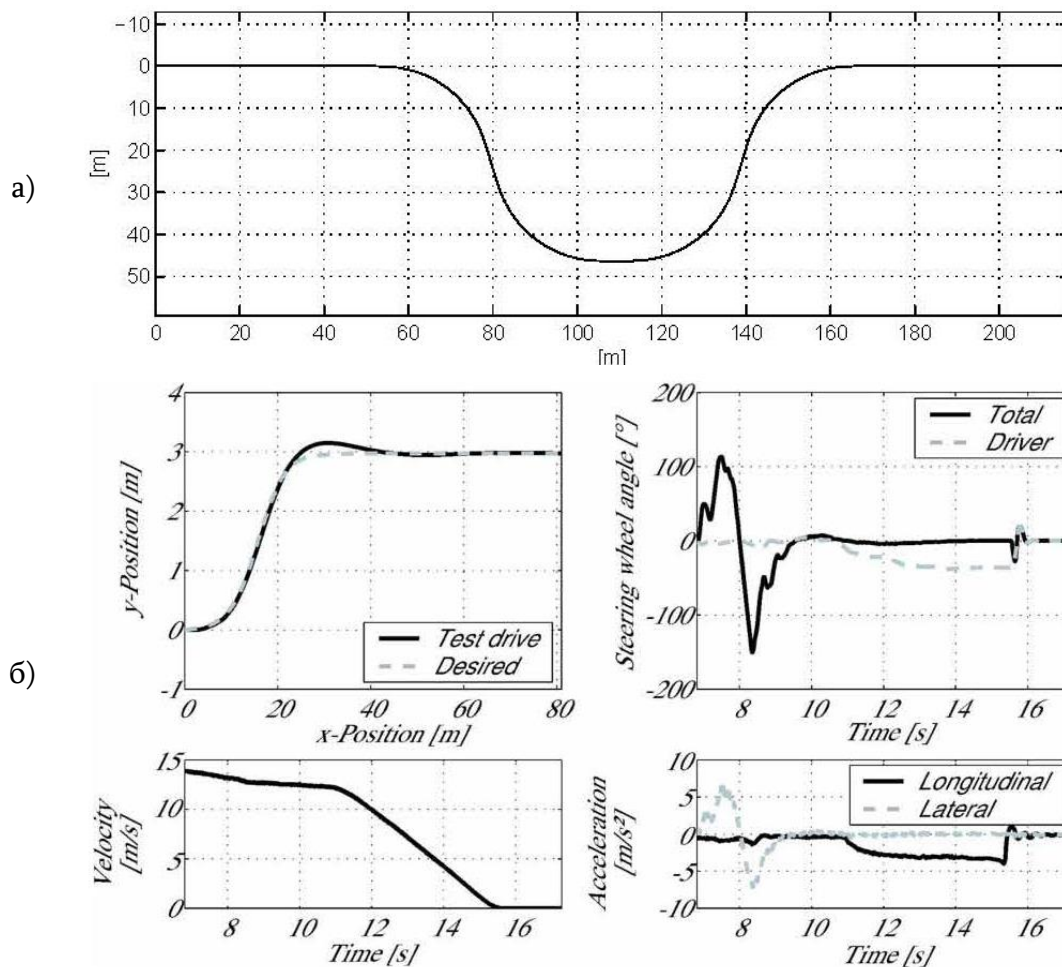 а)
-10
0
10
20
30
40
50
[m]
0 20 40 60 80 100 120 140 160 180 200
[m]
б)
4
3
2
1
0
-1
y-Position [m]
Test drive
Desired
0 20 40 60 80
x-Position [m]
200
100
0
-100
-200
Steering wheel angle [°]
Total
Driver
8 10 12 14 16
Time [s]
15
10
5
0
Velocity
[m/s]
8 10 12 14 16
Time [s]
10
5
0
-5
-10
Acceleration
[m/s²]
Longitudinal
Lateral
8 10 12 14 16
Time [s]